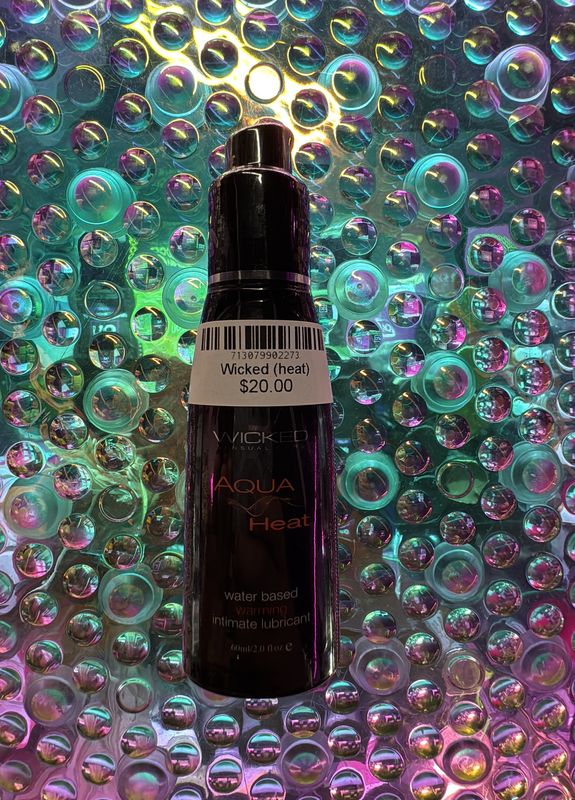 713079902273
Wicked (heat)
$20.00
WICKED
AQUA
Heat
water based
warming
intimate lubricant
60ml/2.0 fl oz e